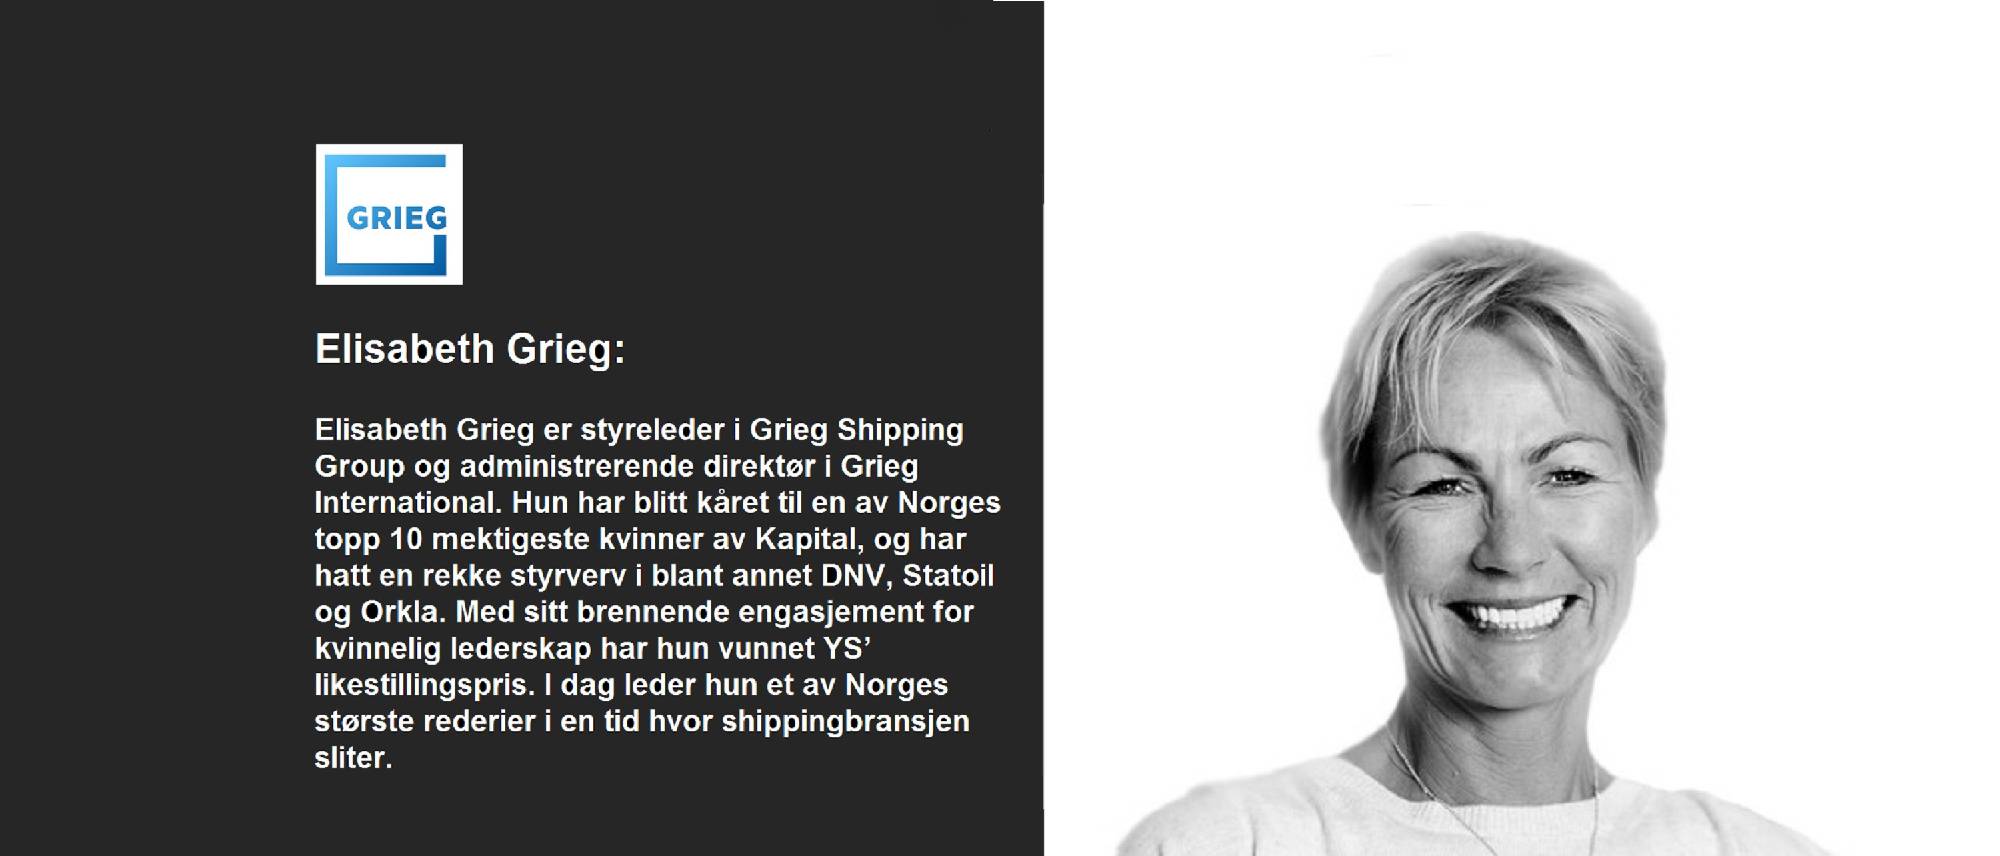 GRIEG
Elisabeth Grieg:
Elisabeth Grieg er styreleder i Grieg Shipping
Group og administrerende direktør i Grieg
International. Hun har blitt kåret til en av Norges
topp 10 mektigeste kvinner av Kapital, og har
hatt en rekke styrverv i blant annet DNV, Statoil
og Orkla. Med sitt brennende engasjement for
kvinnelig lederskap har hun vunnet YS’
likestillingspris. I dag leder hun et av Norges
største rederier i en tid hvor shippingbransjen
sliter.